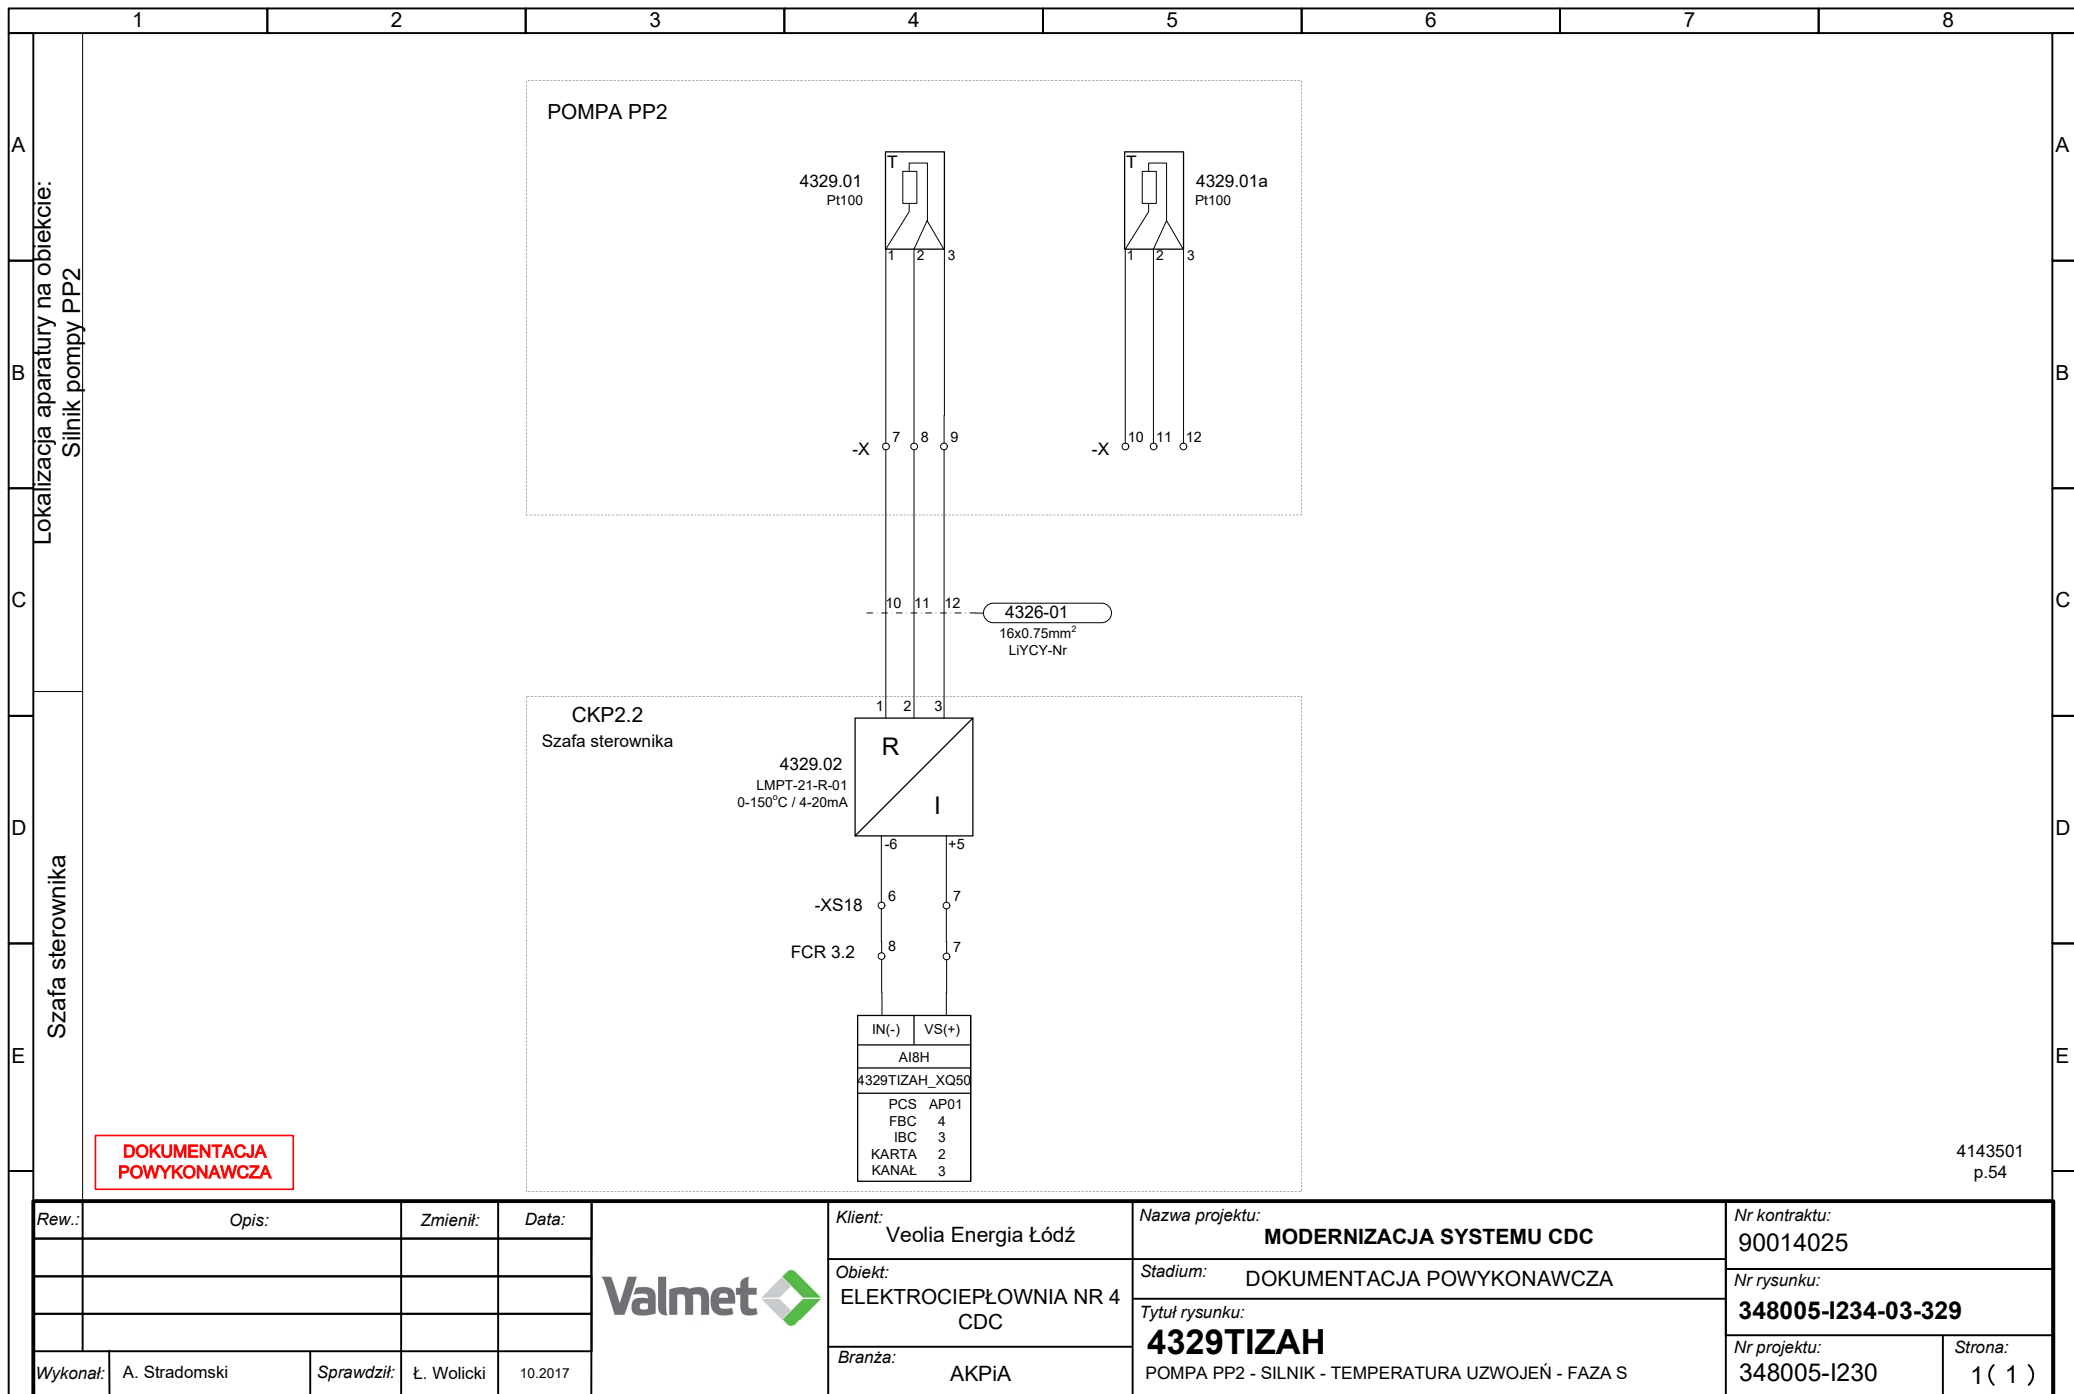 1 2 3 4 5 6 7 8
A A
B B
C C
D D
E E
Lokalizacja aparatury na obiekcie:
Silnik pompy PP2
Szafa sterownika
POMPA PP2
T
4329.01
Pt100
1 2 3
T
4329.01a
Pt100
1 2 3
-X 7 8 9
-X 10 11 12
10 11 12
4326-01
16x0.75mm²
LiYCY-Nr
CKP2.2
Szafa sterownika
1 2 3
R
I
4329.02
LMPT-21-R-01
0-150°C / 4-20mA
-6 +5
-XS18 6 7
FCR 3.2 8 7
IN(-) VS(+)
AI8H
4329TIZAH_XQ50
PCS AP01
FBC 4
IBC 3
KARTA 2
KANAŁ 3
DOKUMENTACJA
POWYKONAWCZA
4143501
p.54
Rew.: Opis: Zmienił: Data:
Wykonał: A. Stradomski Sprawdził: Ł. Wolicki 10.2017
Valmet
Klient:
Veolia Energia Łódź
Obiekt:
ELEKTROCIEPŁOWNIA NR 4
CDC
Branża:
AKPiA
Nazwa projektu:
MODERNIZACJA SYSTEMU CDC
Stadium: DOKUMENTACJA POWYKONAWCZA
Tytuł rysunku:
4329TIZAH
POMPA PP2 - SILNIK - TEMPERATURA UZWOJEŃ - FAZA S
Nr kontraktu:
90014025
Nr rysunku:
348005-I234-03-329
Nr projektu:
348005-I230
Strona:
1( 1 )